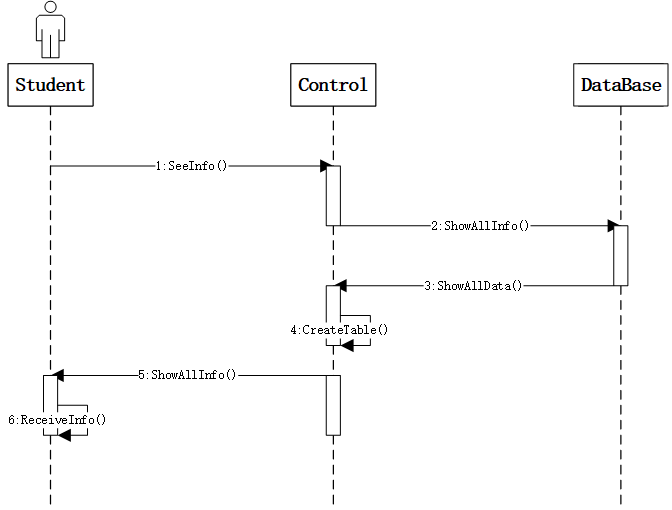 Student
Control
DataBase
1:SeeInfo()
2:ShowAllInfo()
3:ShowAllData()
4:CreateTable()
5:ShowAllInfo()
6:ReceiveInfo()